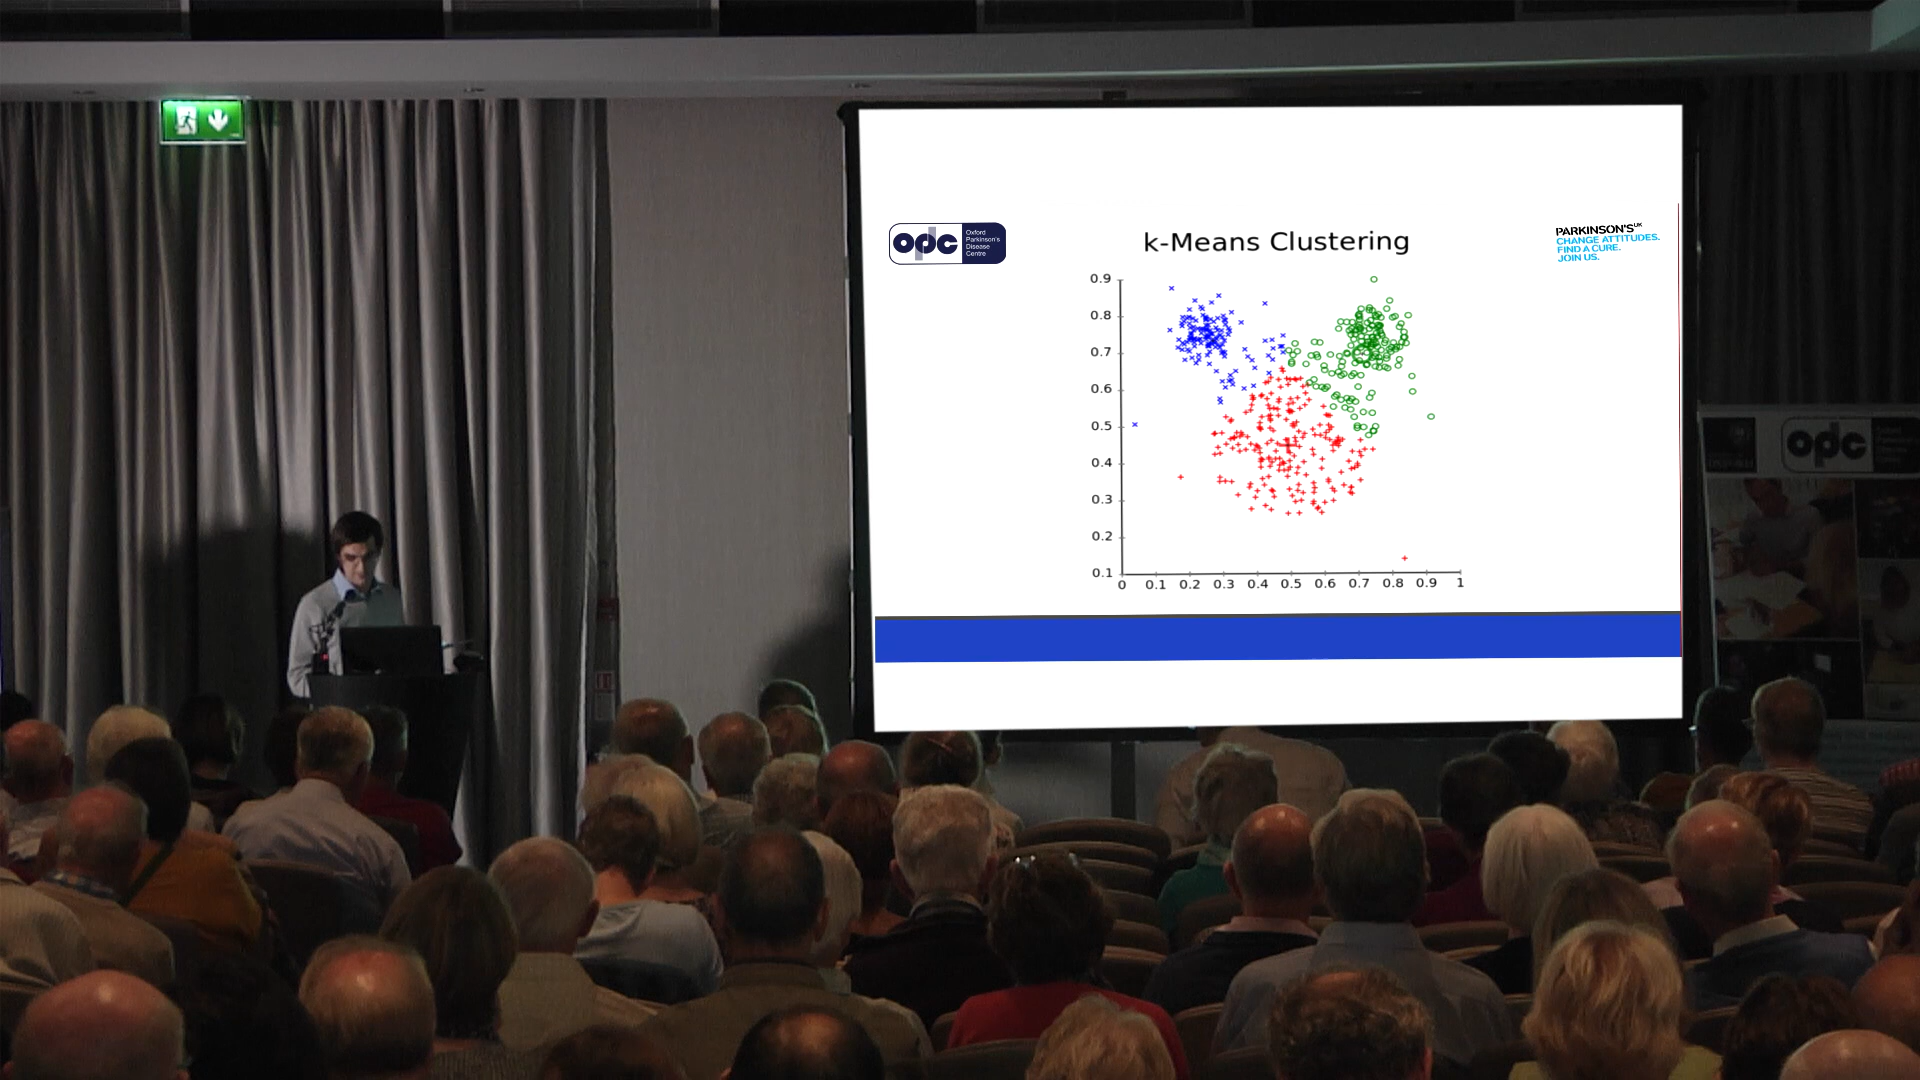 opc
Oxford
Parkinson's
Disease
Centre
k-Means Clustering
PARKINSON'S UK
CHANGE ATTITUDES.
FIND A CURE.
JOIN US.
0.9
0.8
0.7
0.6
0.5
0.4
0.3
0.2
0.1
0 0.1 0.2 0.3 0.4 0.5 0.6 0.7 0.8 0.9 1
opc